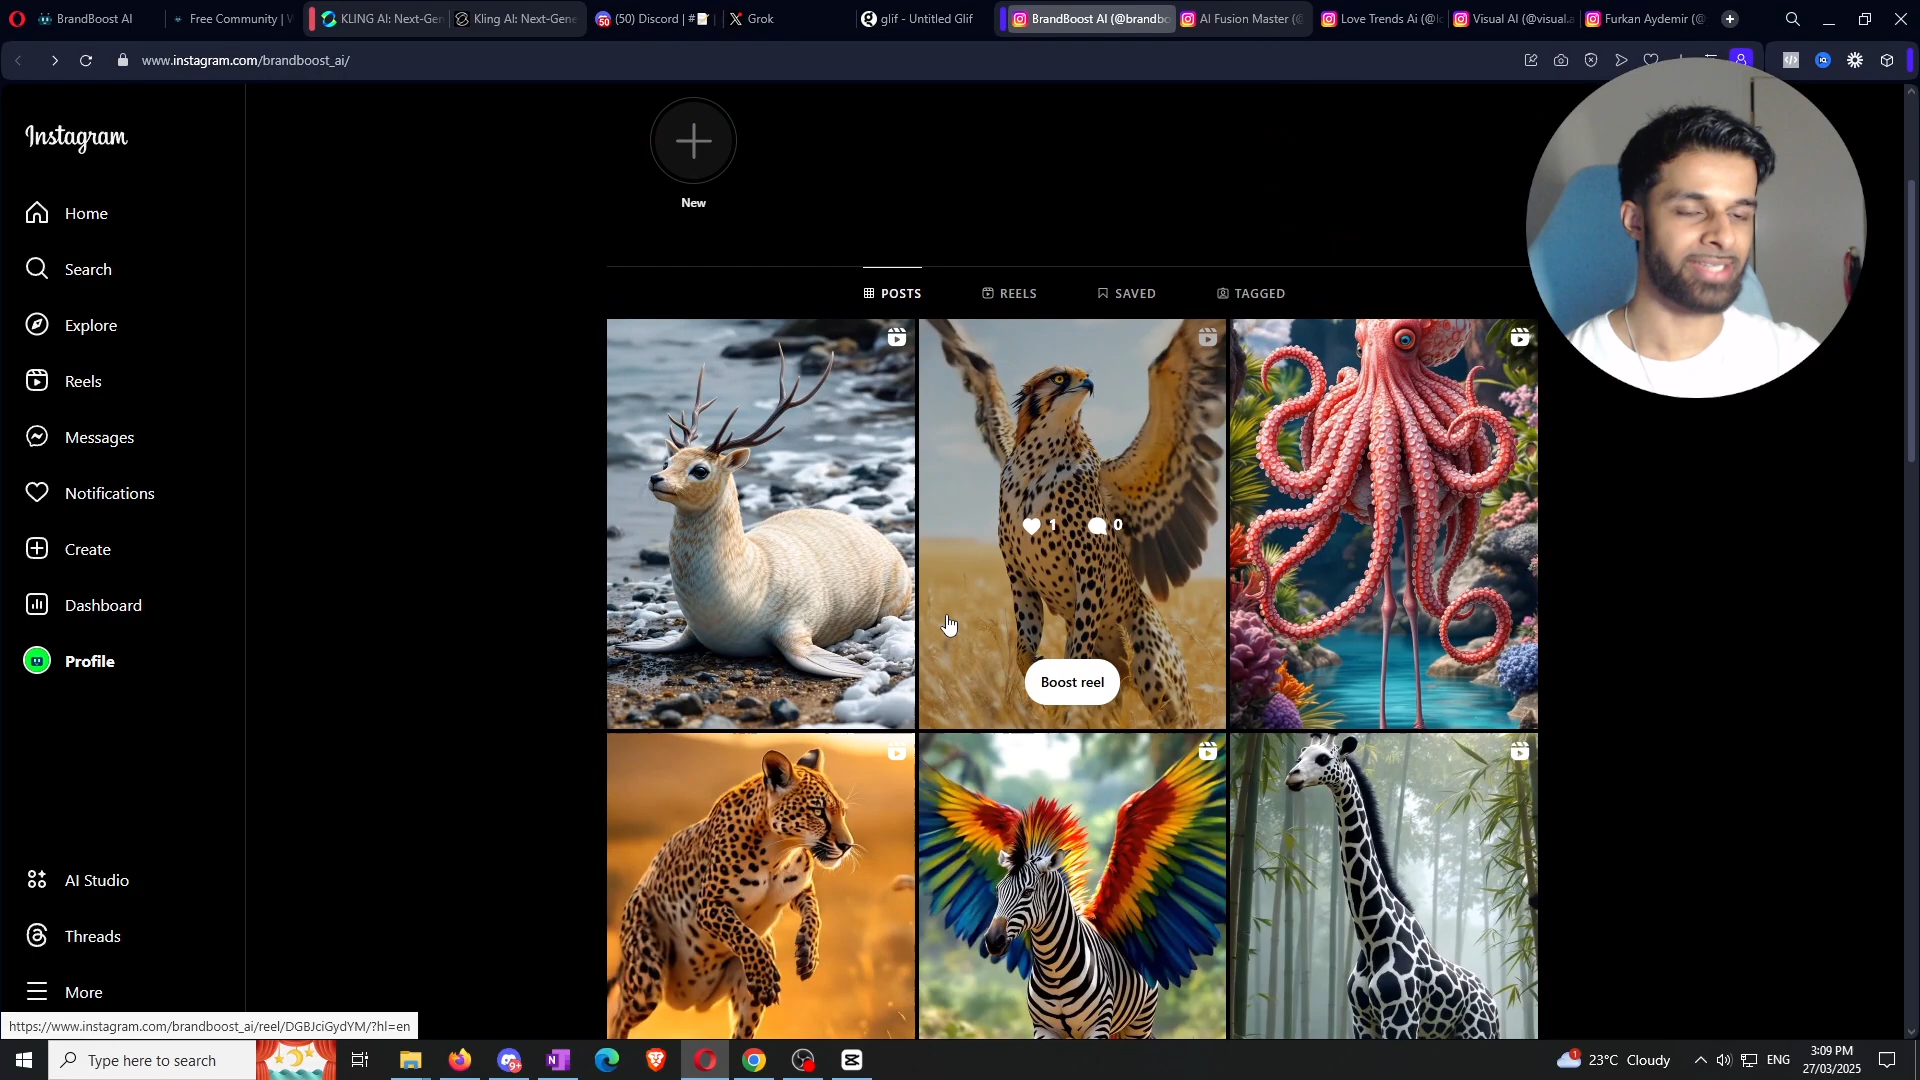 BrandBoost AI
Free Community | V
KLING AI: Next-Gen
Kling AI: Next-Gene
(50) Discord | #
Grok
glif - Untitled Glif
BrandBoost AI (@brandbo
AI Fusion Master (@
Love Trends Ai (@lo
Visual AI (@visual.a
Furkan Aydemir (@
www.instagram.com/brandboost_ai/
Instagram
Home
Search
Explore
Reels
Messages
Notifications
Create
Dashboard
Profile
AI Studio
Threads
More
New
POSTS
REELS
SAVED
TAGGED
1
0
Boost reel
https://www.instagram.com/brandboost_ai/reel/DGBJciGydYM/?hl=en
Type here to search
23°C Cloudy
ENG
3:09 PM
27/03/2025